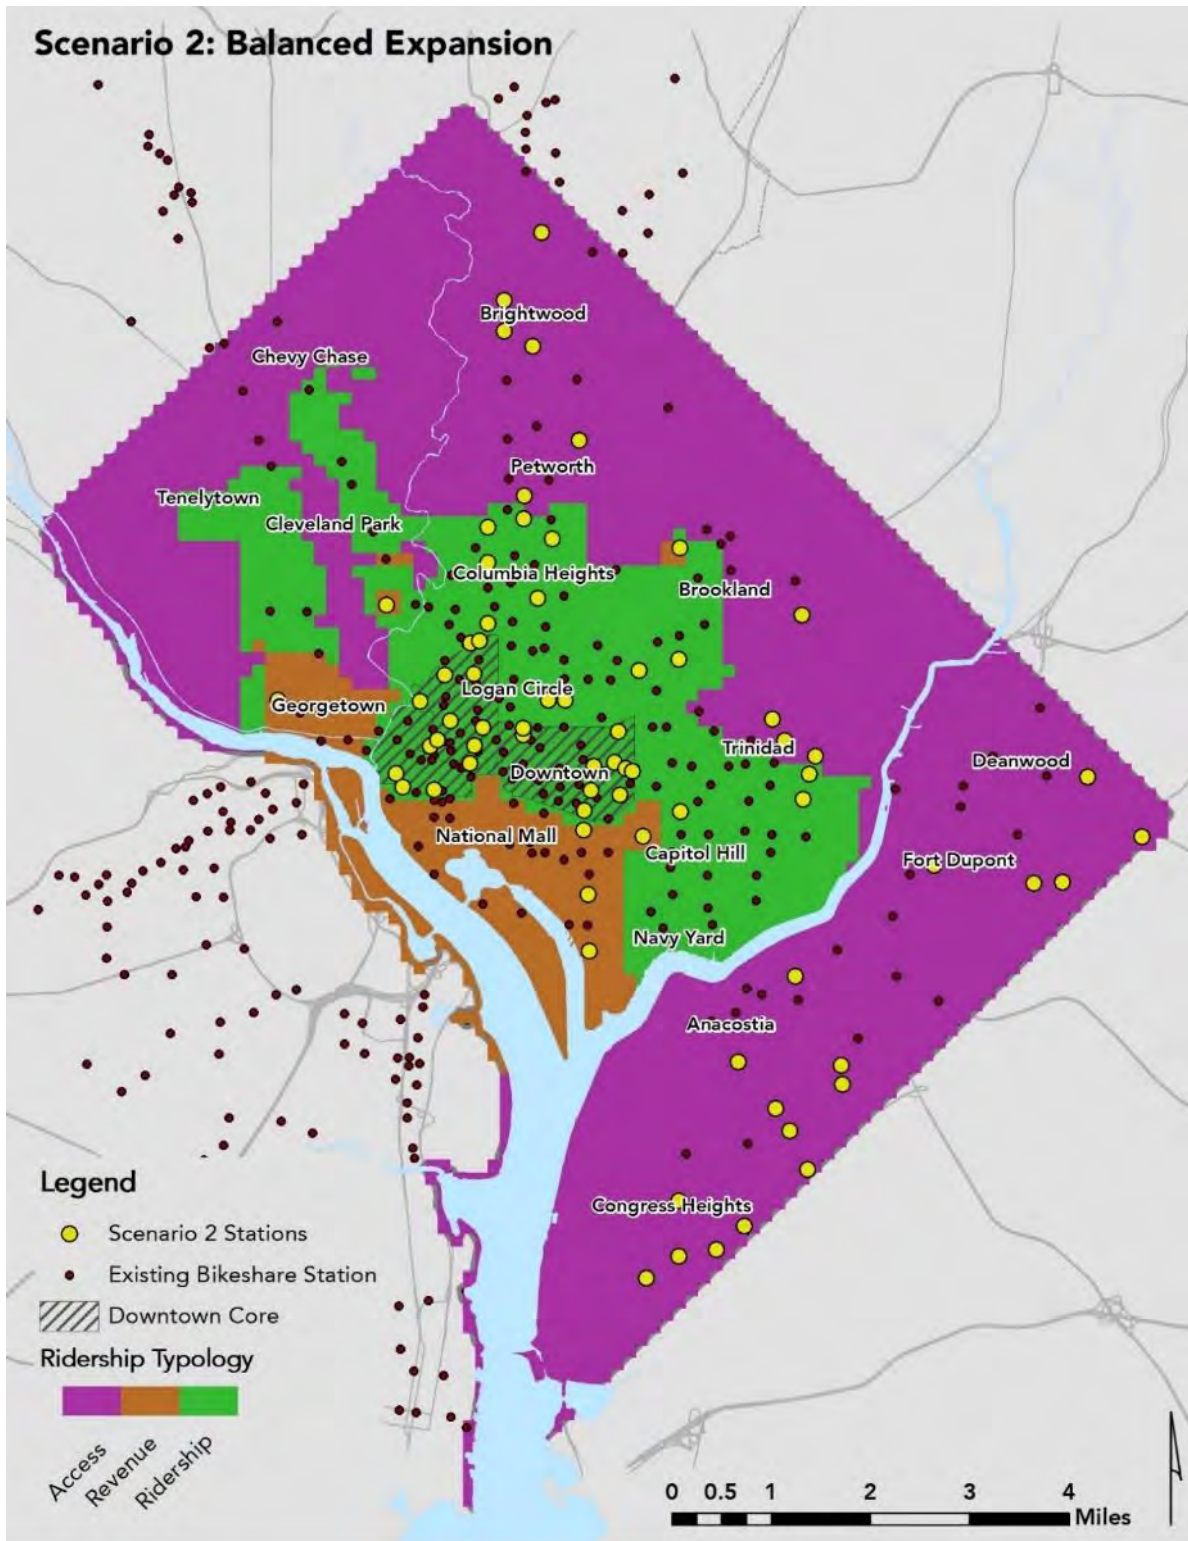 Scenario 2: Balanced Expansion
Brightwood
Chevy Chase
Petworth
Tenelytown
Cleveland Park
Columbia Heights
Brookland
Logan Circle
Georgetown
Trinidad
Deanwood
Downtown
National Mall
Capitol Hill
Fort Dupont
Navy Yard
Anacostia
Congress Heights
Legend
Scenario 2 Stations
Existing Bikeshare Station
Downtown Core
Ridership Typology
Access
Revenue
Ridership
0 0.5 1 2 3 4
Miles